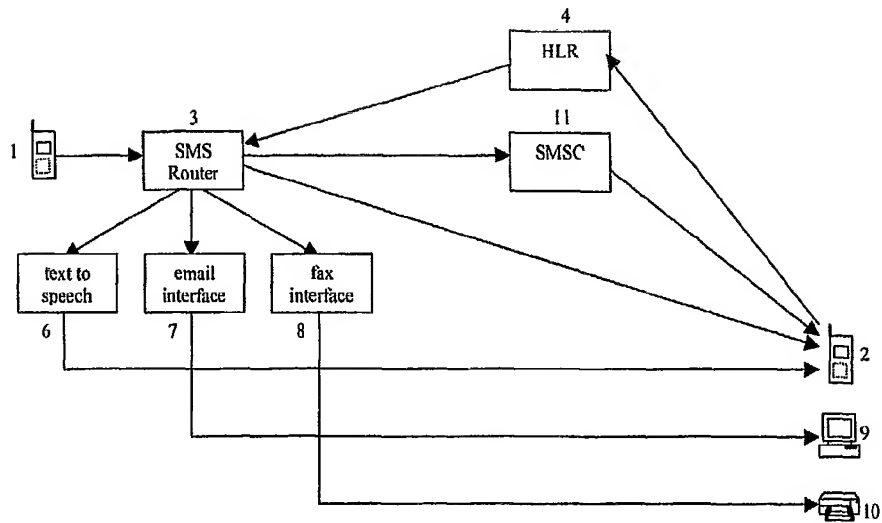 4
HLR
3
11
1
SMS
Router
SMSC
text to
speech
email
interface
fax
interface
6
7
8
2
9
10